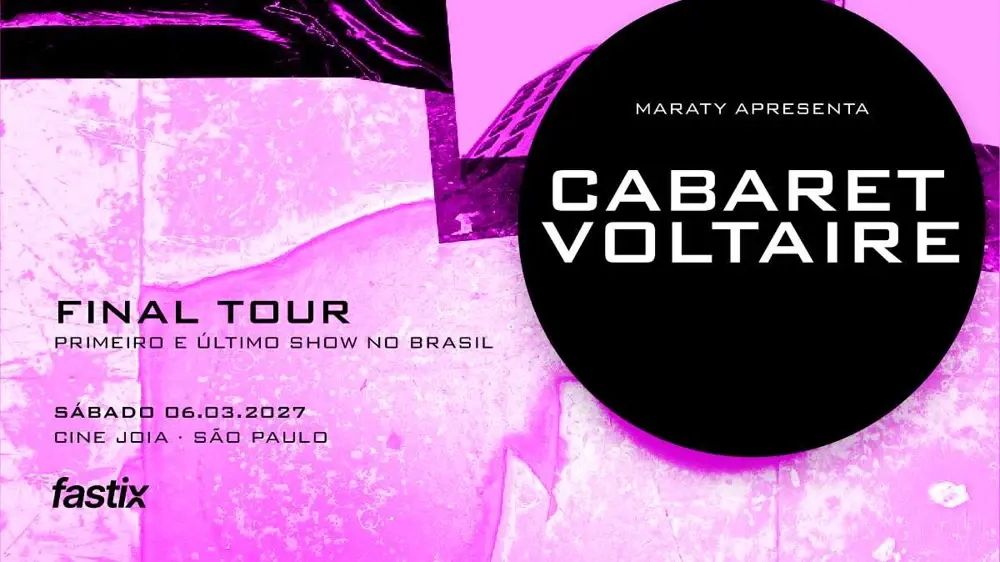 MARATY APRESENTA
CABARET
VOLTAIRE
FINAL TOUR
PRIMEIRO E ÚLTIMO SHOW NO BRASIL
SÁBADO 06.03.2027
CINE JOIA · SÃO PAULO
fastix